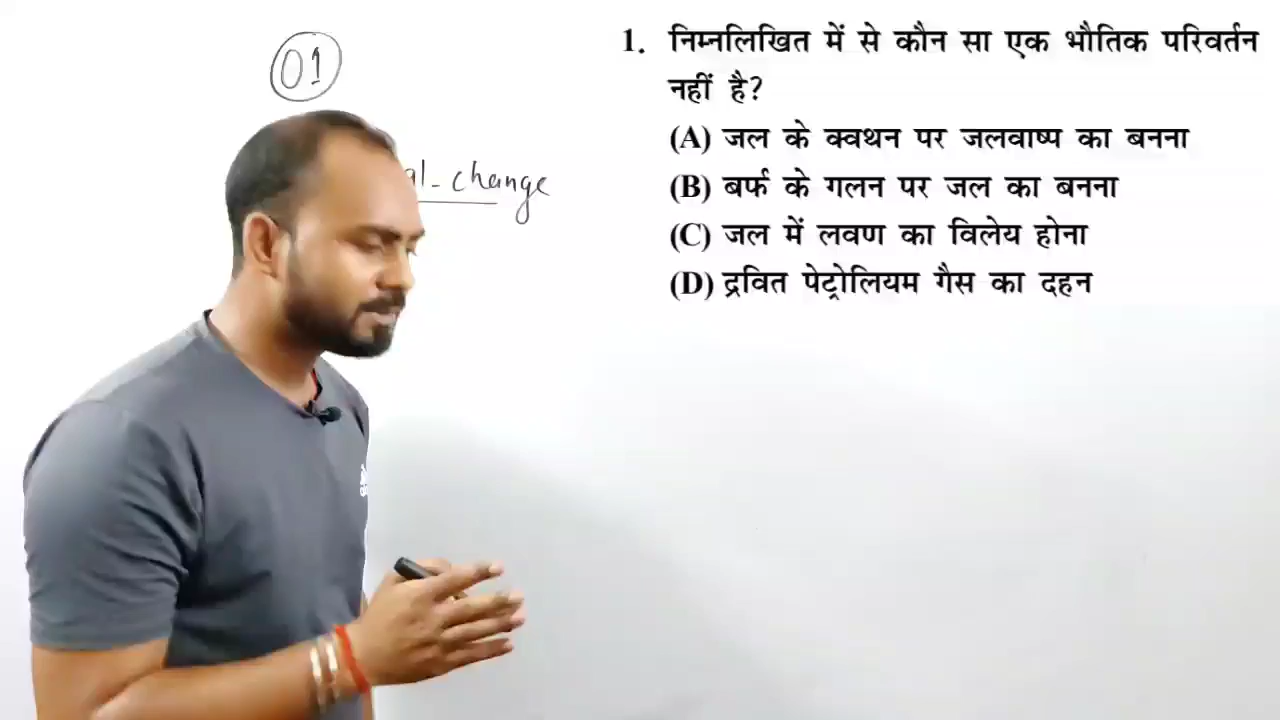 01
change
1. निम्नलिखित में से कौन सा एक भौतिक परिवर्तन
नहीं है?
(A) जल के क्वथन पर जलवाष्प का बनना
(B) बर्फ के गलन पर जल का बनना
(C) जल में लवण का विलेय होना
(D) द्रवित पेट्रोलियम गैस का दहन